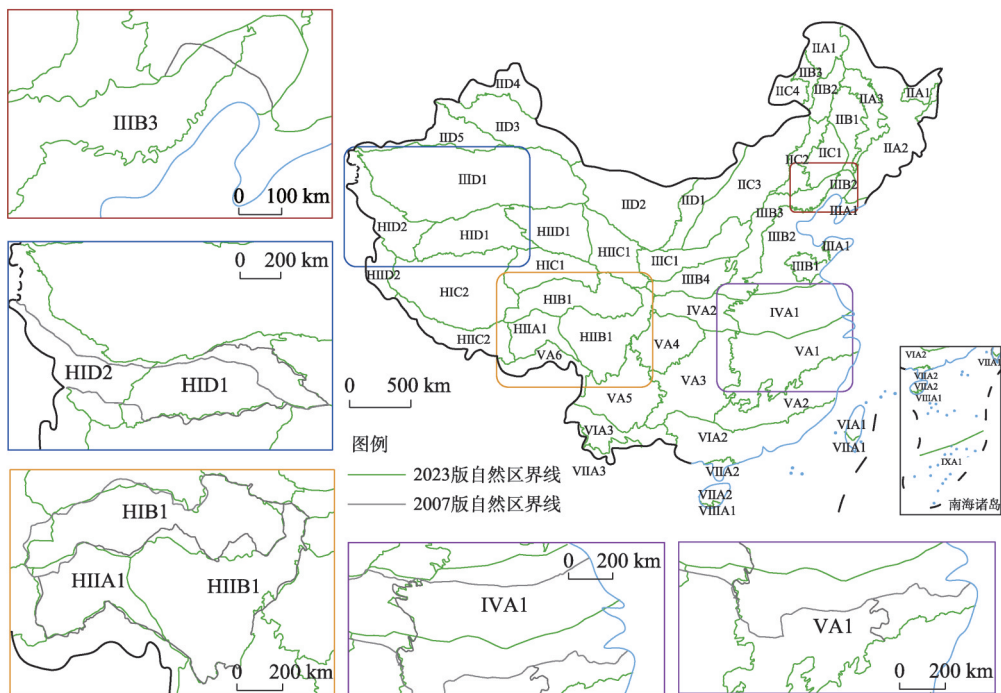 IIIB3
0 100 km
0 200 km
HID2
HID1
HIB1
HIIA1
HIIB1
0 200 km
IIA1
IIB3
IIC4
IIB2
IIA3
IIA1
IIB1
IIA2
IID4
IID3
IID5
IIC1
IIC2
IIC3
IIIB2
IIIA1
IIID1
IID2
IID1
IIIB3
IIIB2
IIIA1
HID2
HID1
HIID1
HIIC1
IIIC1
IIIB1
HIID2
HIC1
IIIB4
HIC2
HIB1
IVA2
IVA1
HIIA1
HIIB1
HIIC2
VA6
VA4
VA1
VA5
VA3
VA2
VIA3
VIA2
VIA1
VIIA1
VIIA3
VIIA2
VIIA2
VIIIA1
0 500 km
图例
2023版自然区界线
2007版自然区界线
VIA2
VIIA1
VIIA2
VIIA2
VIIIA1
IXA1
南海诸岛
0 200 km
IVA1
VA1
0 200 km